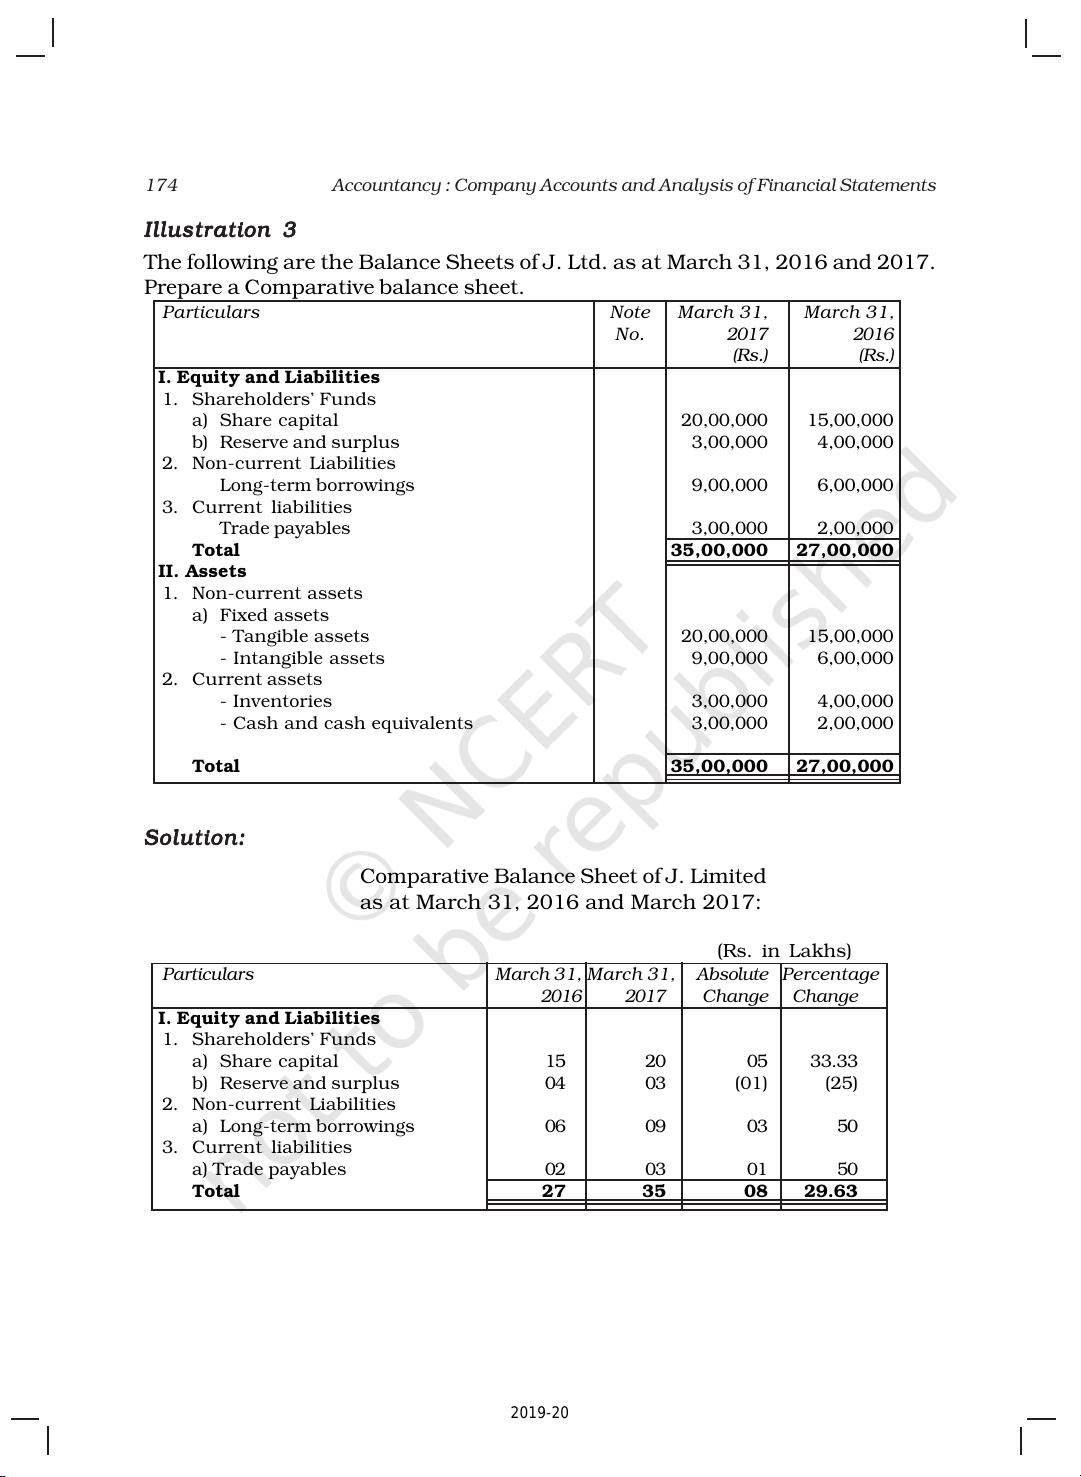 174 Accountancy : Company Accounts and Analysis of Financial Statements
Illustration 3
The following are the Balance Sheets of J. Ltd. as at March 31, 2016 and 2017.
Prepare a Comparative balance sheet.
Particulars Note March 31, March 31,
No. 2017 2016
(Rs.) (Rs.)
I. Equity and Liabilities
1. Shareholders’ Funds
a) Share capital 20,00,000 15,00,000
b) Reserve and surplus 3,00,000 4,00,000
2. Non-current Liabilities
Long-term borrowings 9,00,000 6,00,000
3. Current liabilities
Trade payables 3,00,000 2,00,000
Total 35,00,000 27,00,000
II. Assets
1. Non-current assets
a) Fixed assets
- Tangible assets 20,00,000 15,00,000
- Intangible assets 9,00,000 6,00,000
2. Current assets
- Inventories 3,00,000 4,00,000
- Cash and cash equivalents 3,00,000 2,00,000
Total 35,00,000 27,00,000
Solution:
Comparative Balance Sheet of J. Limited
as at March 31, 2016 and March 2017:
(Rs. in Lakhs)
Particulars March 31, March 31, Absolute Percentage
2016 2017 Change Change
I. Equity and Liabilities
1. Shareholders’ Funds
a) Share capital 15 20 05 33.33
b) Reserve and surplus 04 03 (01) (25)
2. Non-current Liabilities
a) Long-term borrowings 06 09 03 50
3. Current liabilities
a) Trade payables 02 03 01 50
Total 27 35 08 29.63
© NCERT
not to be republished
2019-20